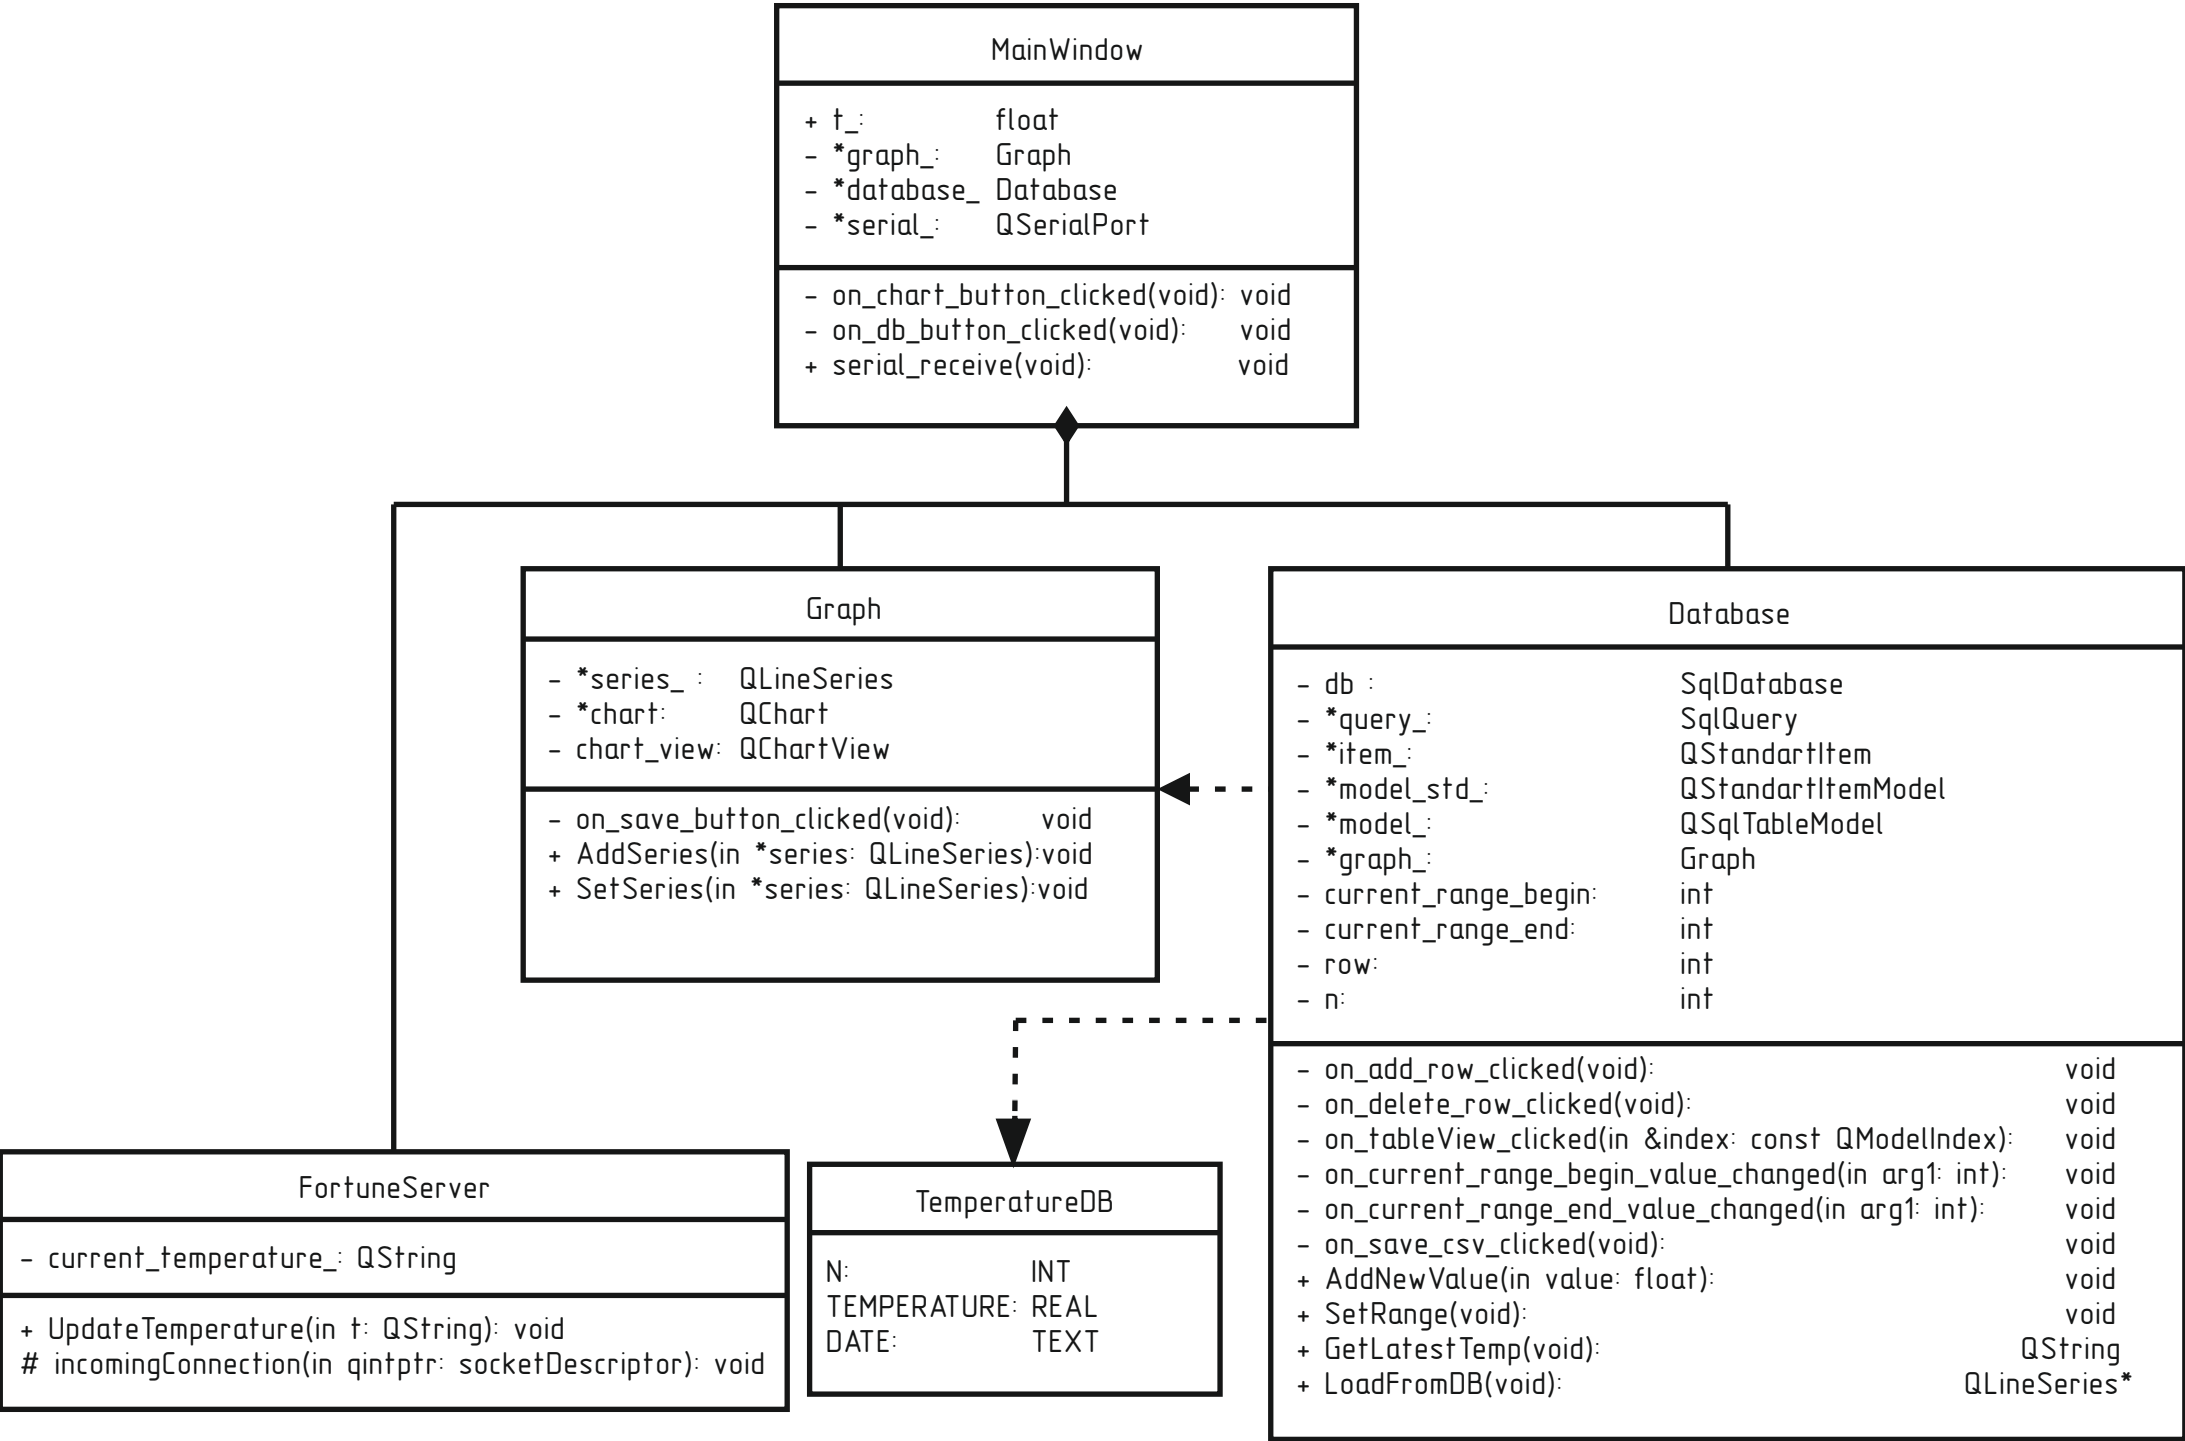 MainWindow
+ t_: float
- *graph_: Graph
- *database_ Database
- *serial_: QSerialPort
- on_chart_button_clicked(void): void
- on_db_button_clicked(void): void
+ serial_receive(void): void
Graph
- *series_ : QLineSeries
- *chart: QChart
- chart_view: QChartView
- on_save_button_clicked(void): void
+ AddSeries(in *series: QLineSeries):void
+ SetSeries(in *series: QLineSeries):void
Database
- db : SqlDatabase
- *query_: SqlQuery
- *item_: QStandartItem
- *model_std_: QStandartItemModel
- *model_: QSqlTableModel
- *graph_: Graph
- current_range_begin: int
- current_range_end: int
- row: int
- n: int
- on_add_row_clicked(void): void
- on_delete_row_clicked(void): void
- on_tableView_clicked(in &index: const QModelIndex): void
- on_current_range_begin_value_changed(in arg1: int): void
- on_current_range_end_value_changed(in arg1: int): void
- on_save_csv_clicked(void): void
+ AddNewValue(in value: float): void
+ SetRange(void): void
+ GetLatestTemp(void): QString
+ LoadFromDB(void): QLineSeries*
FortuneServer
- current_temperature_: QString
+ UpdateTemperature(in t: QString): void
# incomingConnection(in qintptr: socketDescriptor): void
TemperatureDB
N: INT
TEMPERATURE: REAL
DATE: TEXT